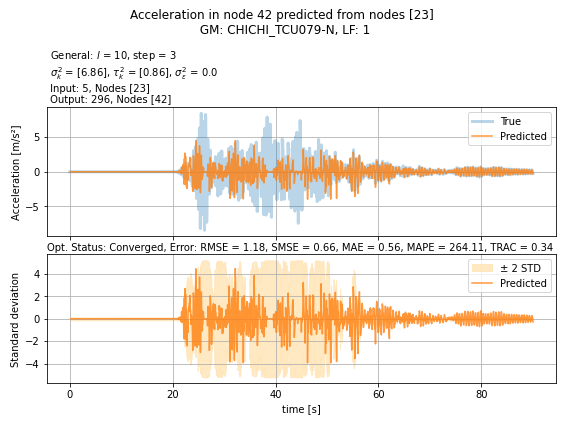 Acceleration in node 42 predicted from nodes [23]
GM: CHICHI_TCU079-N, LF: 1
General: l = 10, step = 3
σ²ₖ = [6.86], τ²ₖ = [0.86], σ²ε = 0.0
Input: 5, Nodes [23]
Output: 296, Nodes [42]
Acceleration [m/s²]
5
0
−5
True
Predicted
Opt. Status: Converged, Error: RMSE = 1.18, SMSE = 0.66, MAE = 0.56, MAPE = 264.11, TRAC = 0.34
Standard deviation
4
2
0
−2
−4
± 2 STD
Predicted
0 20 40 60 80
time [s]